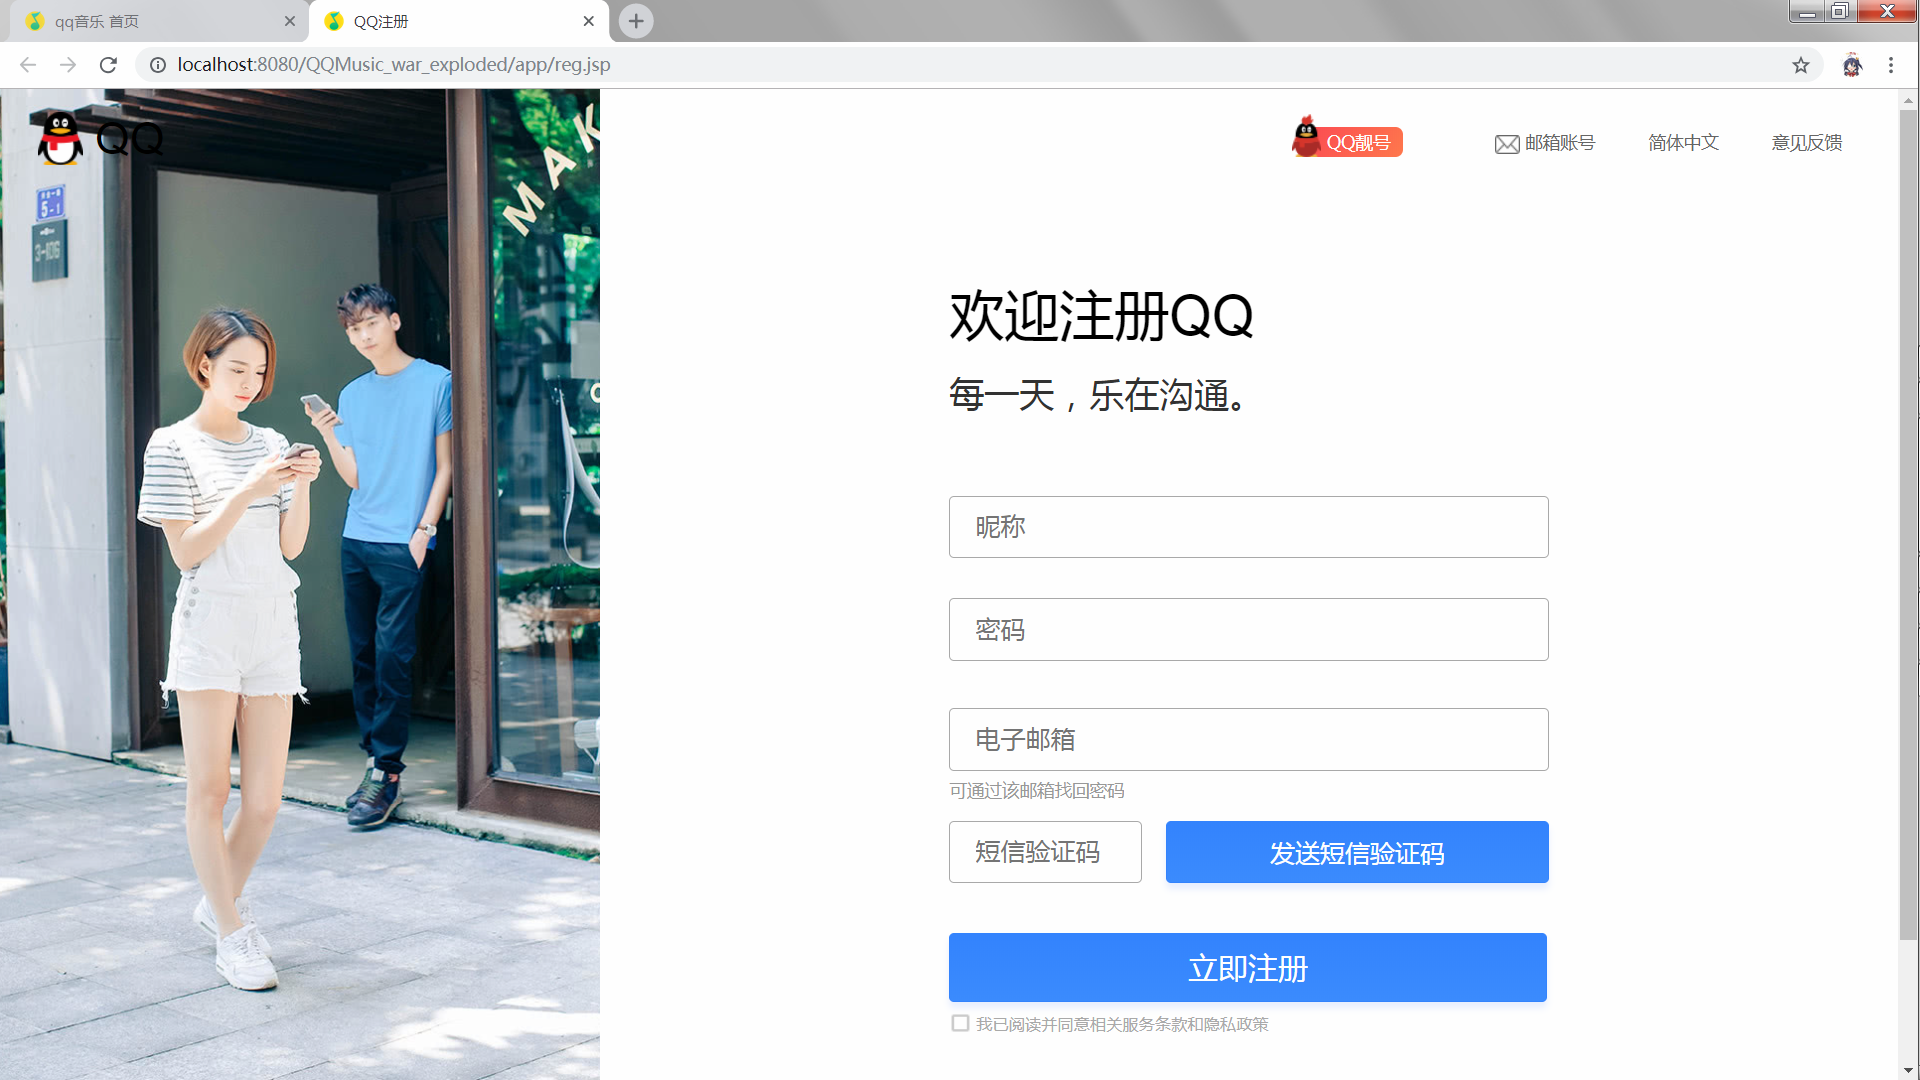 qq音乐 首页
QQ注册
localhost:8080/QQMusic_war_exploded/app/reg.jsp
QQ
QQ靓号
邮箱账号
简体中文
意见反馈
5-1
3-106
MAK
欢迎注册QQ
每一天，乐在沟通。
昵称
密码
电子邮箱
可通过该邮箱找回密码
短信验证码
发送短信验证码
立即注册
我已阅读并同意相关服务条款和隐私政策